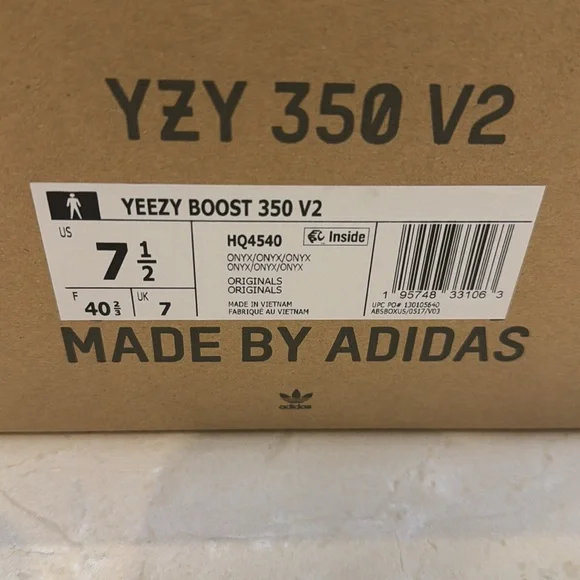 YZY 350 V2
YEEZY BOOST 350 V2
US
7 1/2
F
40 2/3
UK
7
HQ4540
Inside
ONYX/ONYX/ONYX
ONYX/ONYX/ONYX
ORIGINALS
ORIGINALS
MADE IN VIETNAM
FABRIQUÉ AU VIETNAM
1 95748 33106 3
UPC PO# 130105640
ABSBOXUS/0517/V03
MADE BY ADIDAS
adidas